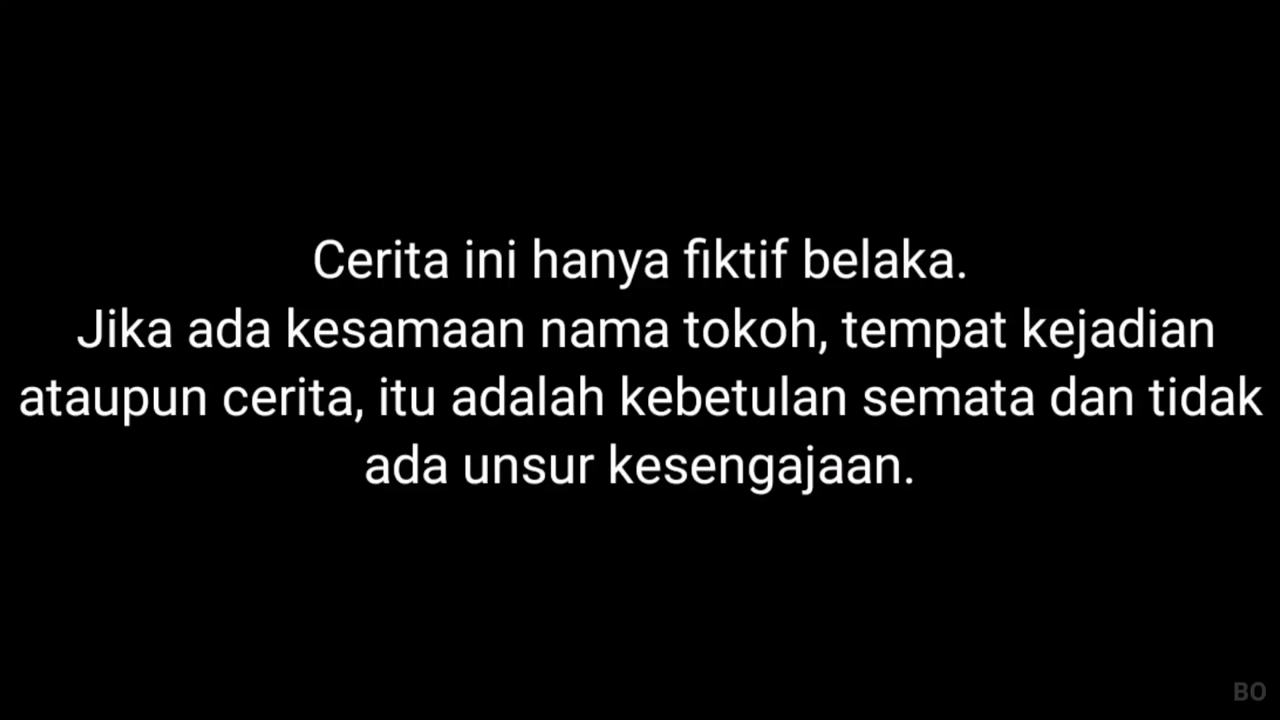 Cerita ini hanya fiktif belaka.
Jika ada kesamaan nama tokoh, tempat kejadian
ataupun cerita, itu adalah kebetulan semata dan tidak
ada unsur kesengajaan.
BO